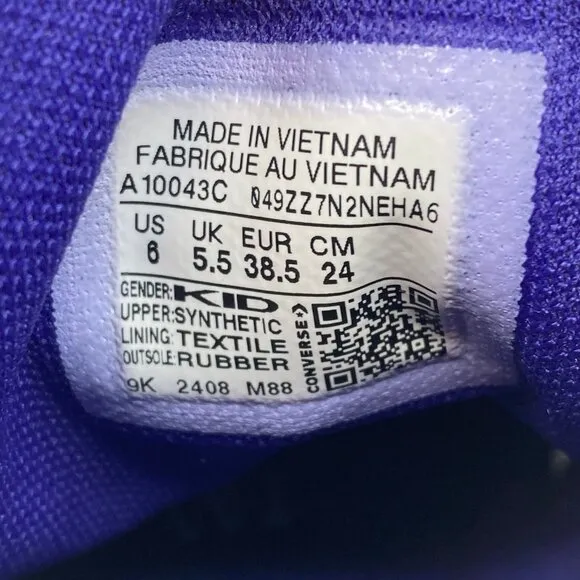 MADE IN VIETNAM
FABRIQUE AU VIETNAM
A10043C 049ZZ7N2NEHA6
US UK EUR CM
6 5.5 38.5 24
GENDER: KID
UPPER: SYNTHETIC
LINING: TEXTILE
OUTSOLE: RUBBER
9K 2408 M88
CONVERSE